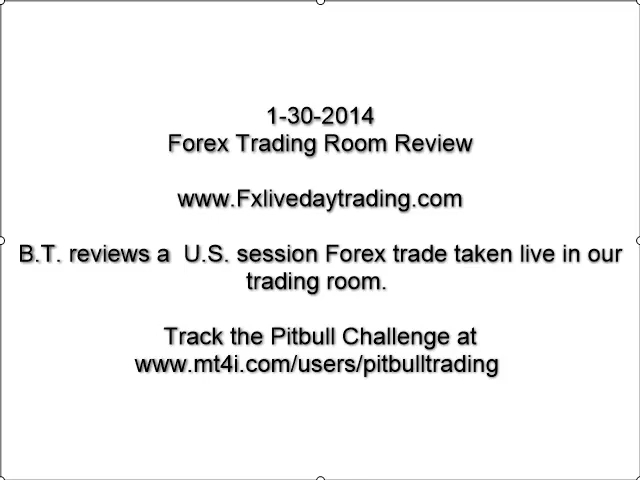 1-30-2014
Forex Trading Room Review
www.Fxlivedaytrading.com
B.T. reviews a  U.S. session Forex trade taken live in our
trading room.
Track the Pitbull Challenge at
www.mt4i.com/users/pitbulltrading